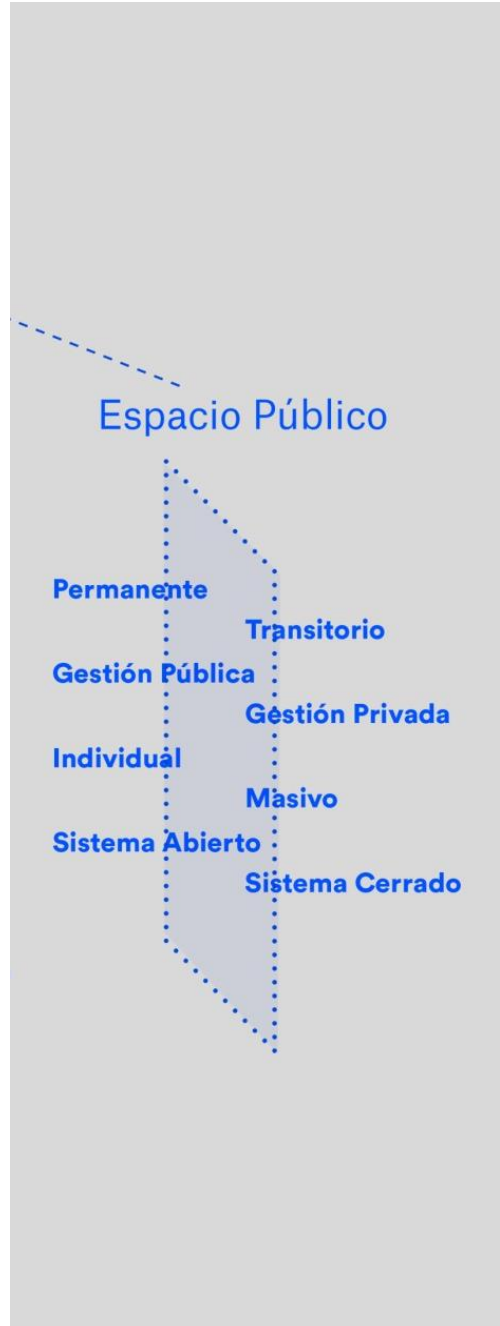 Espacio Público
Permanente
Transitorio
Gestión Pública
Gestión Privada
Individual
Masivo
Sistema Abierto
Sistema Cerrado